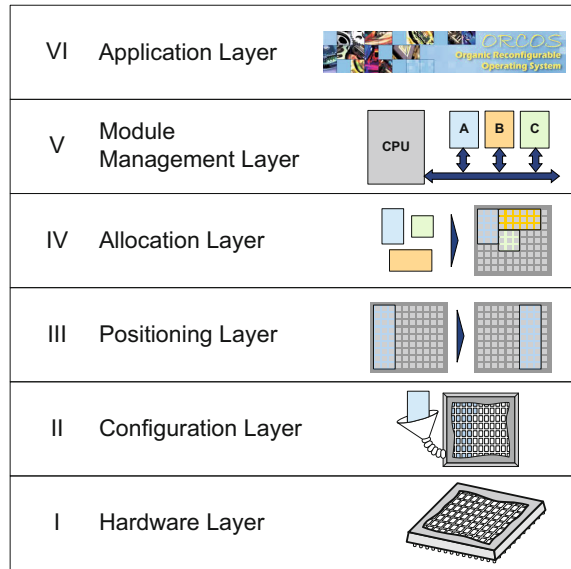 VI Application Layer
ORCOS
Organic Reconfigurable
Operating System
V Module
Management Layer
CPU
A B C
IV Allocation Layer
III Positioning Layer
II Configuration Layer
I Hardware Layer